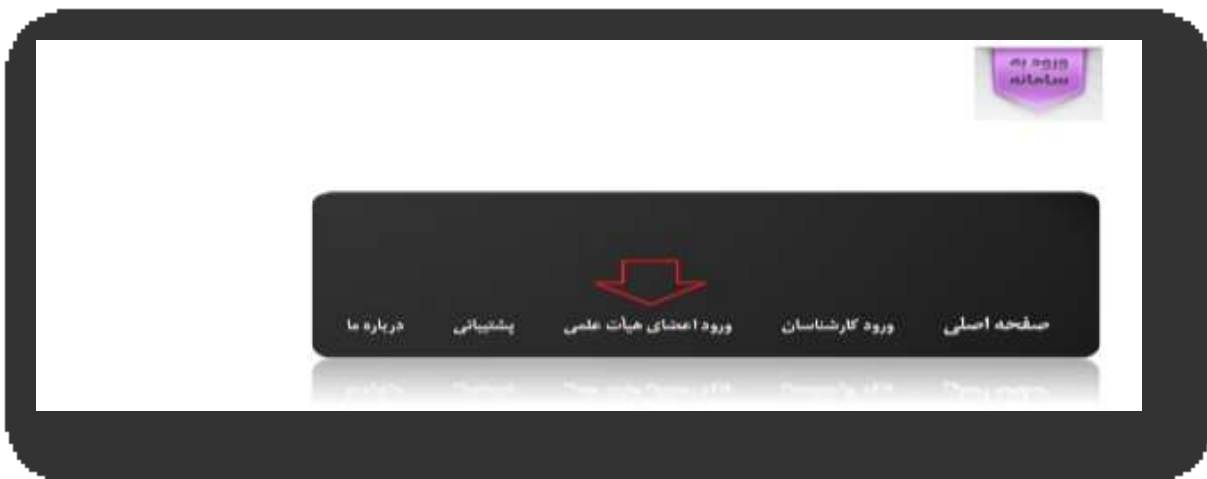 ورود به
سامانه
صفحه اصلی ورود کارشناسان ورود اعضای هیأت علمی پشتیبانی درباره ما